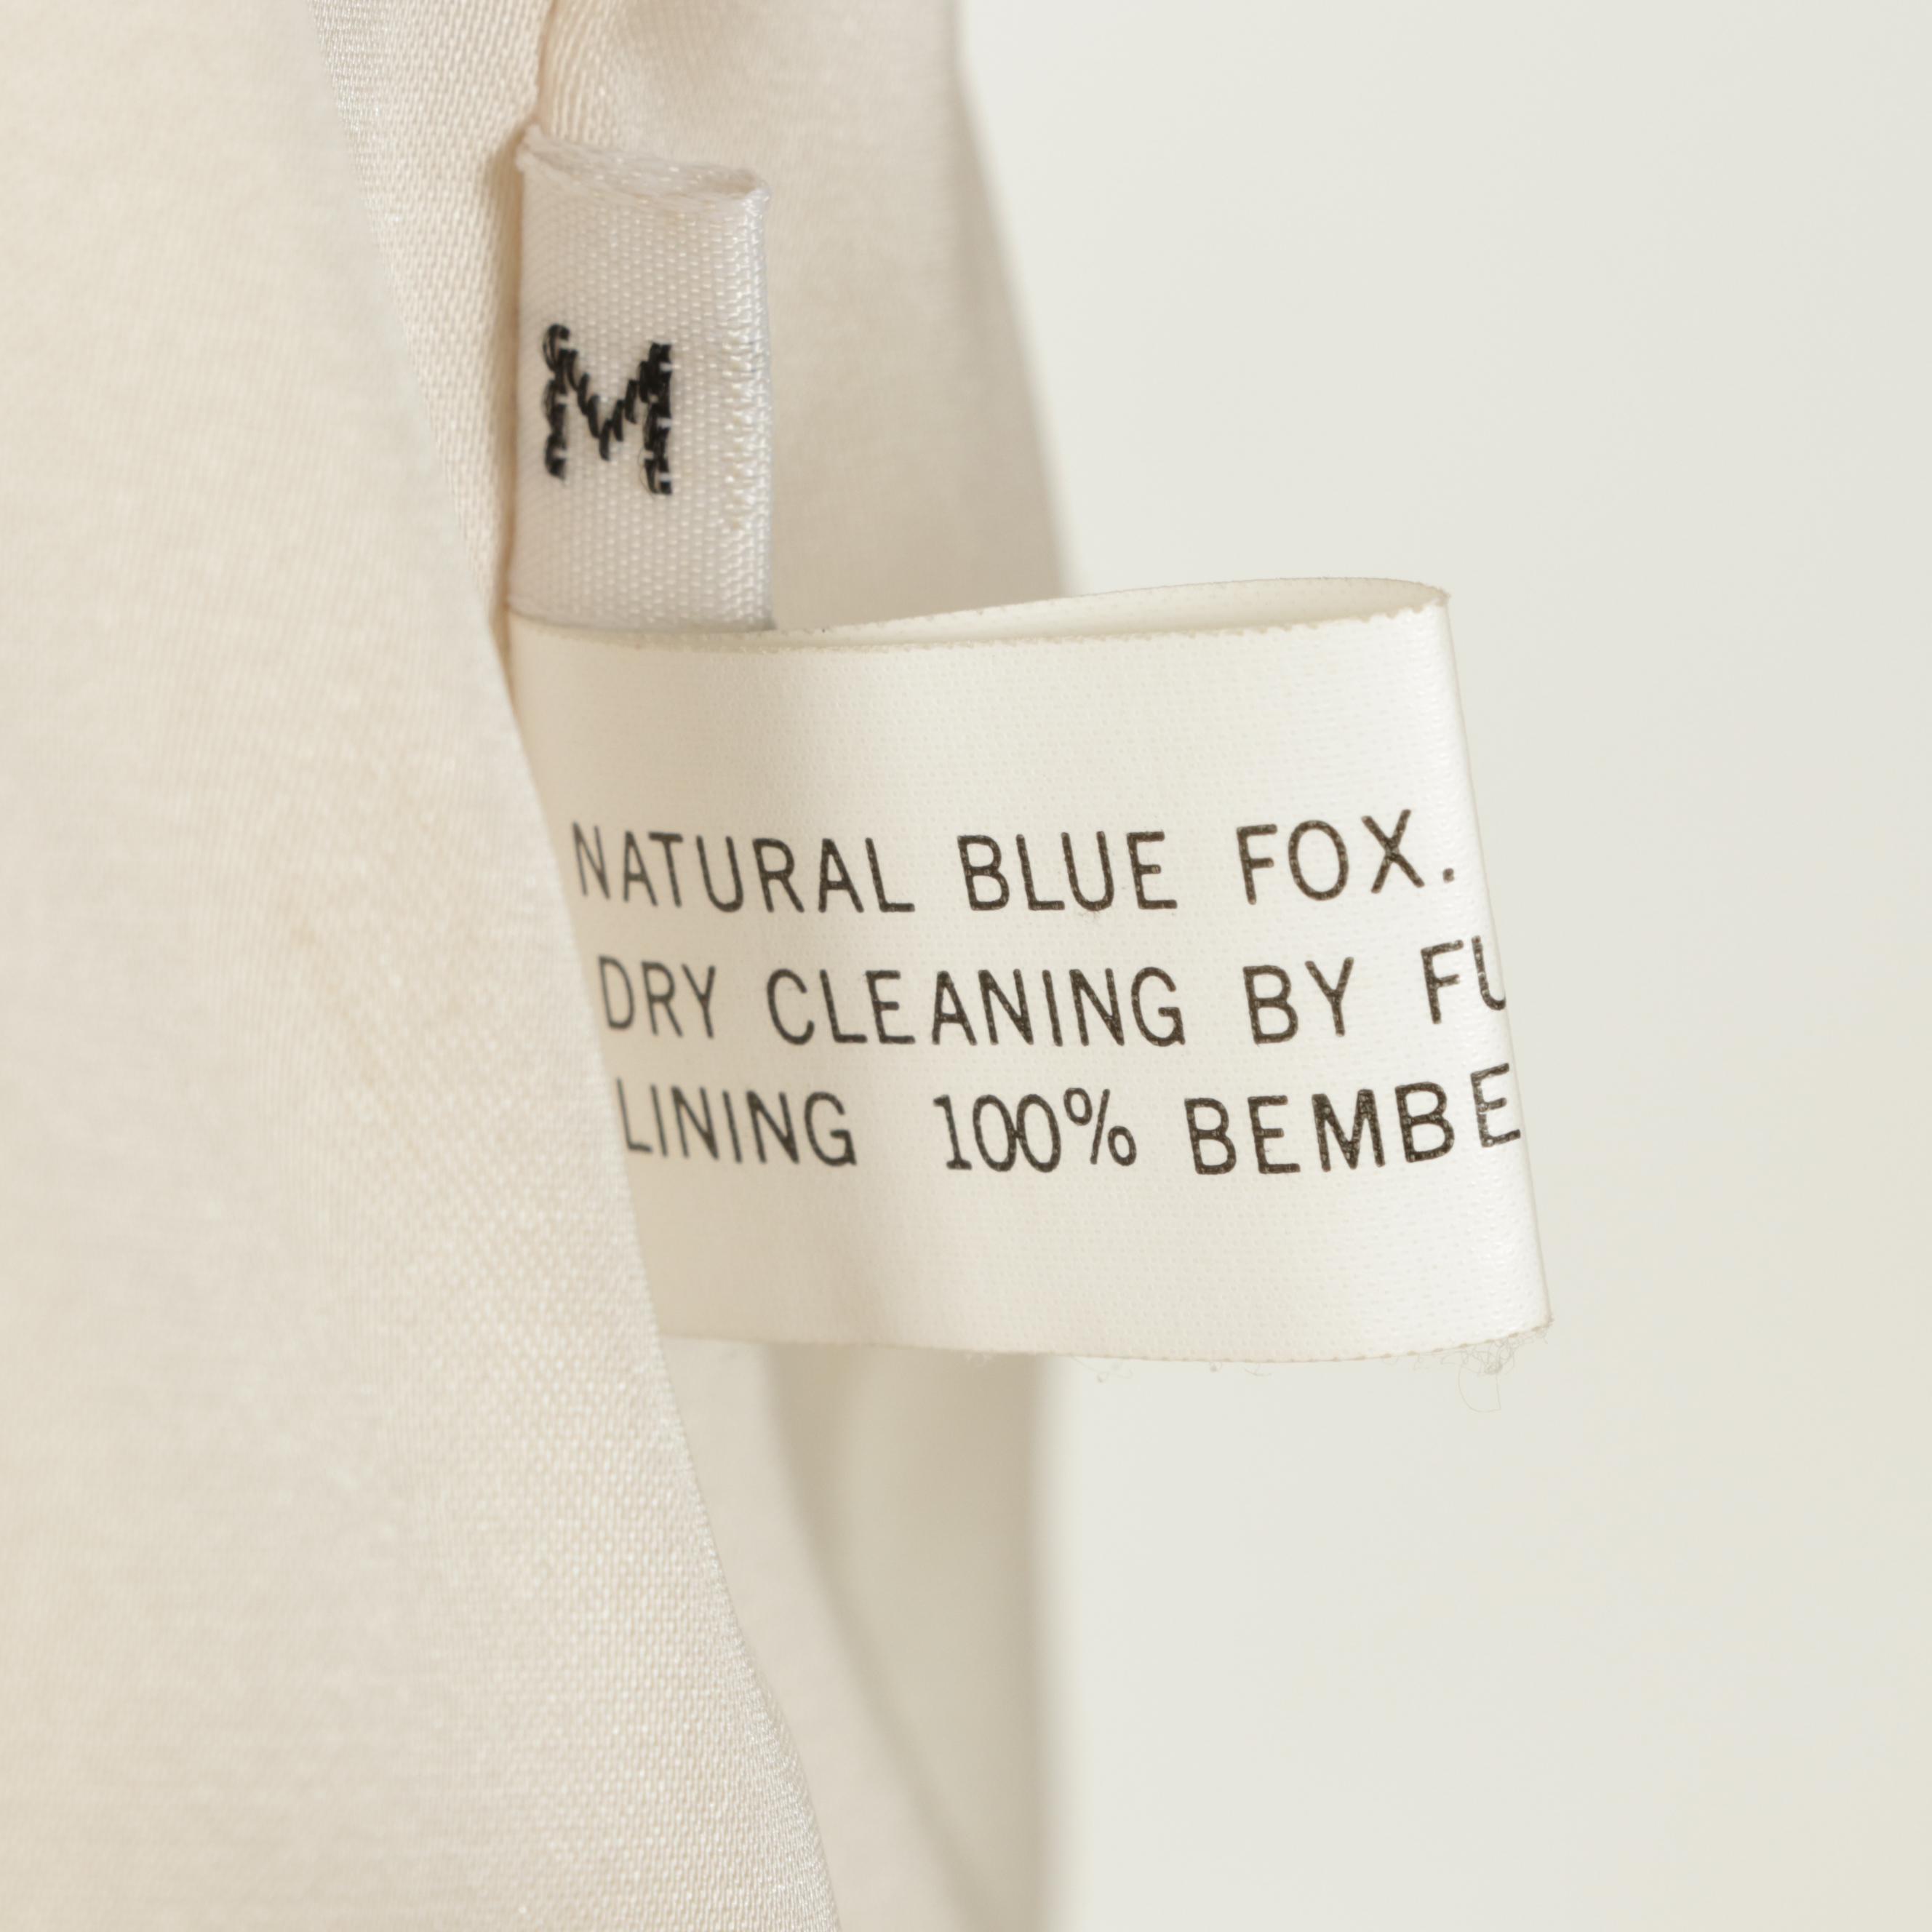 M
NATURAL BLUE FOX.
DRY CLEANING BY FU
LINING 100% BEMBE